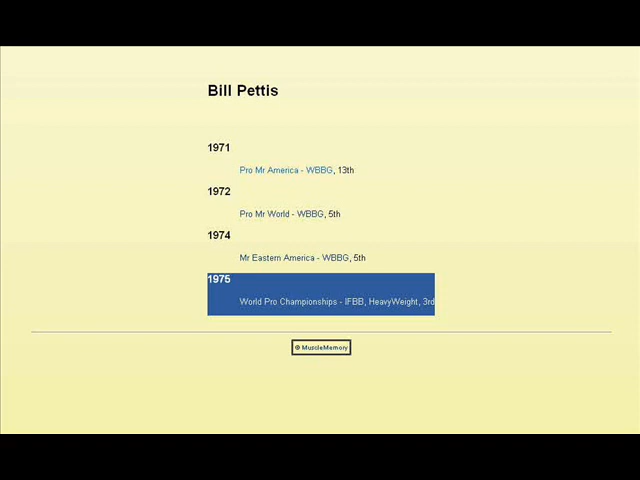 Bill Pettis
1971
Pro Mr America - WBBG, 13th
1972
Pro Mr World - WBBG, 5th
1974
Mr Eastern America - WBBG, 5th
1975
World Pro Championships - IFBB, HeavyWeight, 3rd
© MuscleMemory